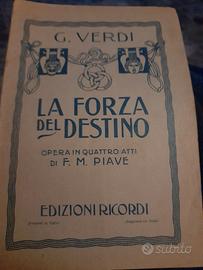 G. VERDI
LA FORZA
DEL DESTINO
OPERA IN QUATTRO ATTI
DI F. M. PIAVE
EDIZIONI RICORDI
subito